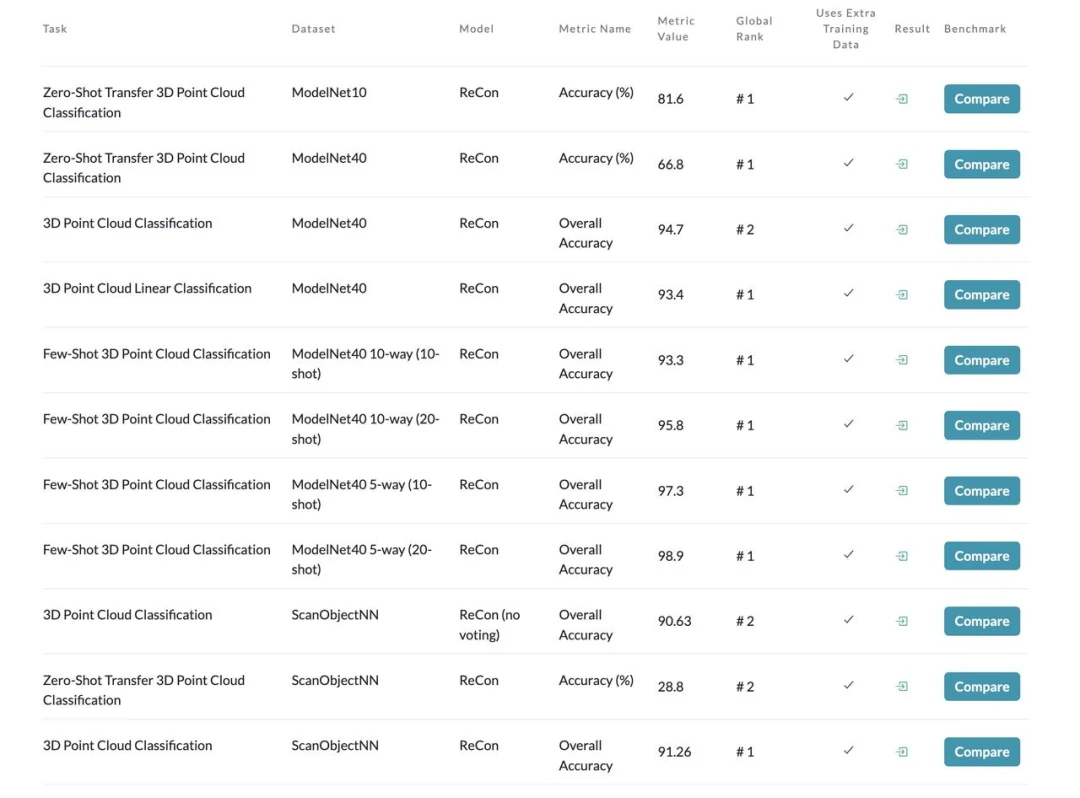 Task Dataset Model Metric Name Metric Value Global Rank Uses Extra Training Data Result Benchmark
Zero-Shot Transfer 3D Point Cloud Classification ModelNet10 ReCon Accuracy (%) 81.6 # 1 ✓ Compare
Zero-Shot Transfer 3D Point Cloud Classification ModelNet40 ReCon Accuracy (%) 66.8 # 1 ✓ Compare
3D Point Cloud Classification ModelNet40 ReCon Overall Accuracy 94.7 # 2 ✓ Compare
3D Point Cloud Linear Classification ModelNet40 ReCon Overall Accuracy 93.4 # 1 ✓ Compare
Few-Shot 3D Point Cloud Classification ModelNet40 10-way (10-shot) ReCon Overall Accuracy 93.3 # 1 ✓ Compare
Few-Shot 3D Point Cloud Classification ModelNet40 10-way (20-shot) ReCon Overall Accuracy 95.8 # 1 ✓ Compare
Few-Shot 3D Point Cloud Classification ModelNet40 5-way (10-shot) ReCon Overall Accuracy 97.3 # 1 ✓ Compare
Few-Shot 3D Point Cloud Classification ModelNet40 5-way (20-shot) ReCon Overall Accuracy 98.9 # 1 ✓ Compare
3D Point Cloud Classification ScanObjectNN ReCon (no voting) Overall Accuracy 90.63 # 2 ✓ Compare
Zero-Shot Transfer 3D Point Cloud Classification ScanObjectNN ReCon Accuracy (%) 28.8 # 2 ✓ Compare
3D Point Cloud Classification ScanObjectNN ReCon Overall Accuracy 91.26 # 1 ✓ Compare